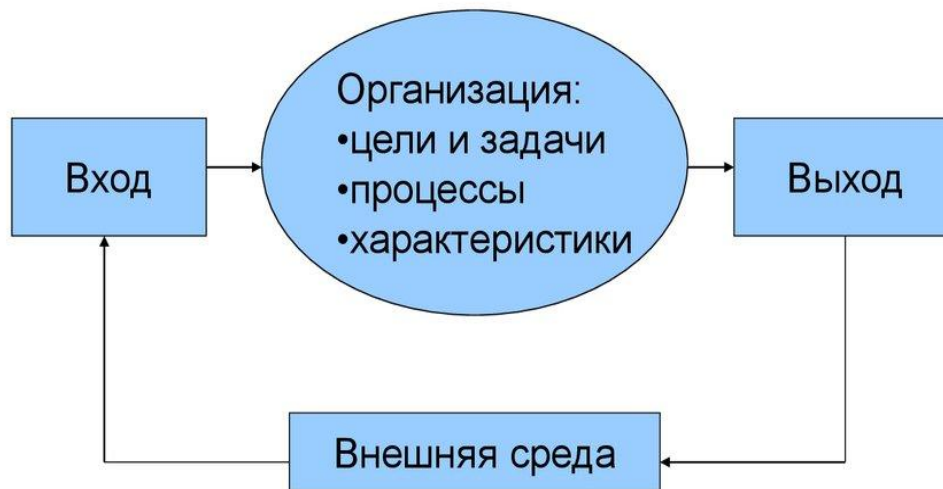 Организация:
•цели и задачи
•процессы
•характеристики
Вход
Выход
Внешняя среда